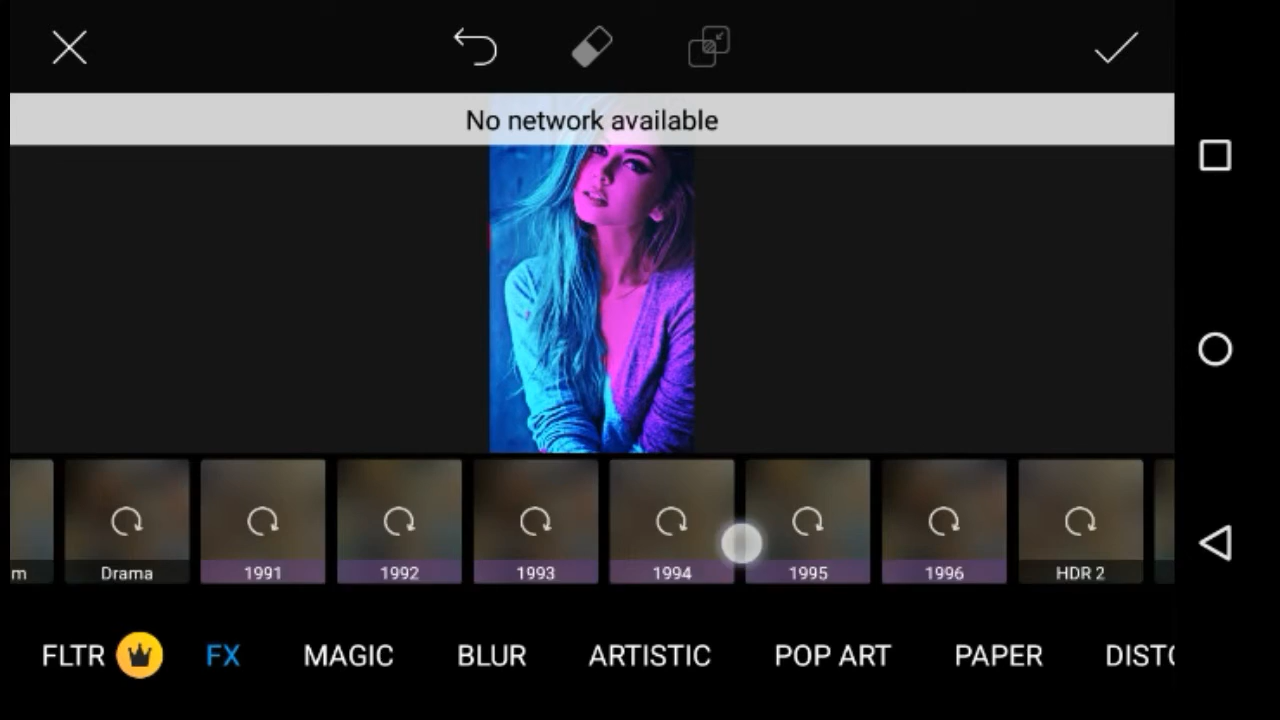 No network available
m
Drama
1991
1992
1993
1994
1995
1996
HDR 2
FLTR
FX
MAGIC
BLUR
ARTISTIC
POP ART
PAPER
DISTO